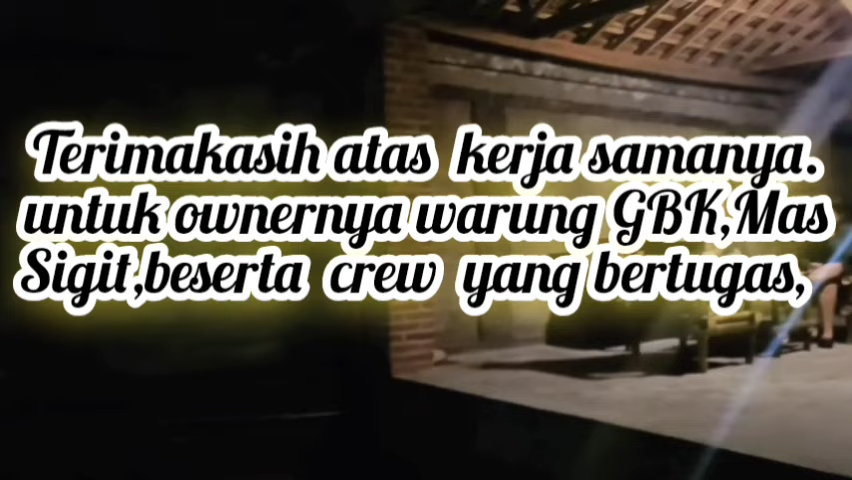 Terimakasih atas kerja samanya.
untuk ownernya warung GBK,Mas
Sigit,beserta crew yang bertugas,